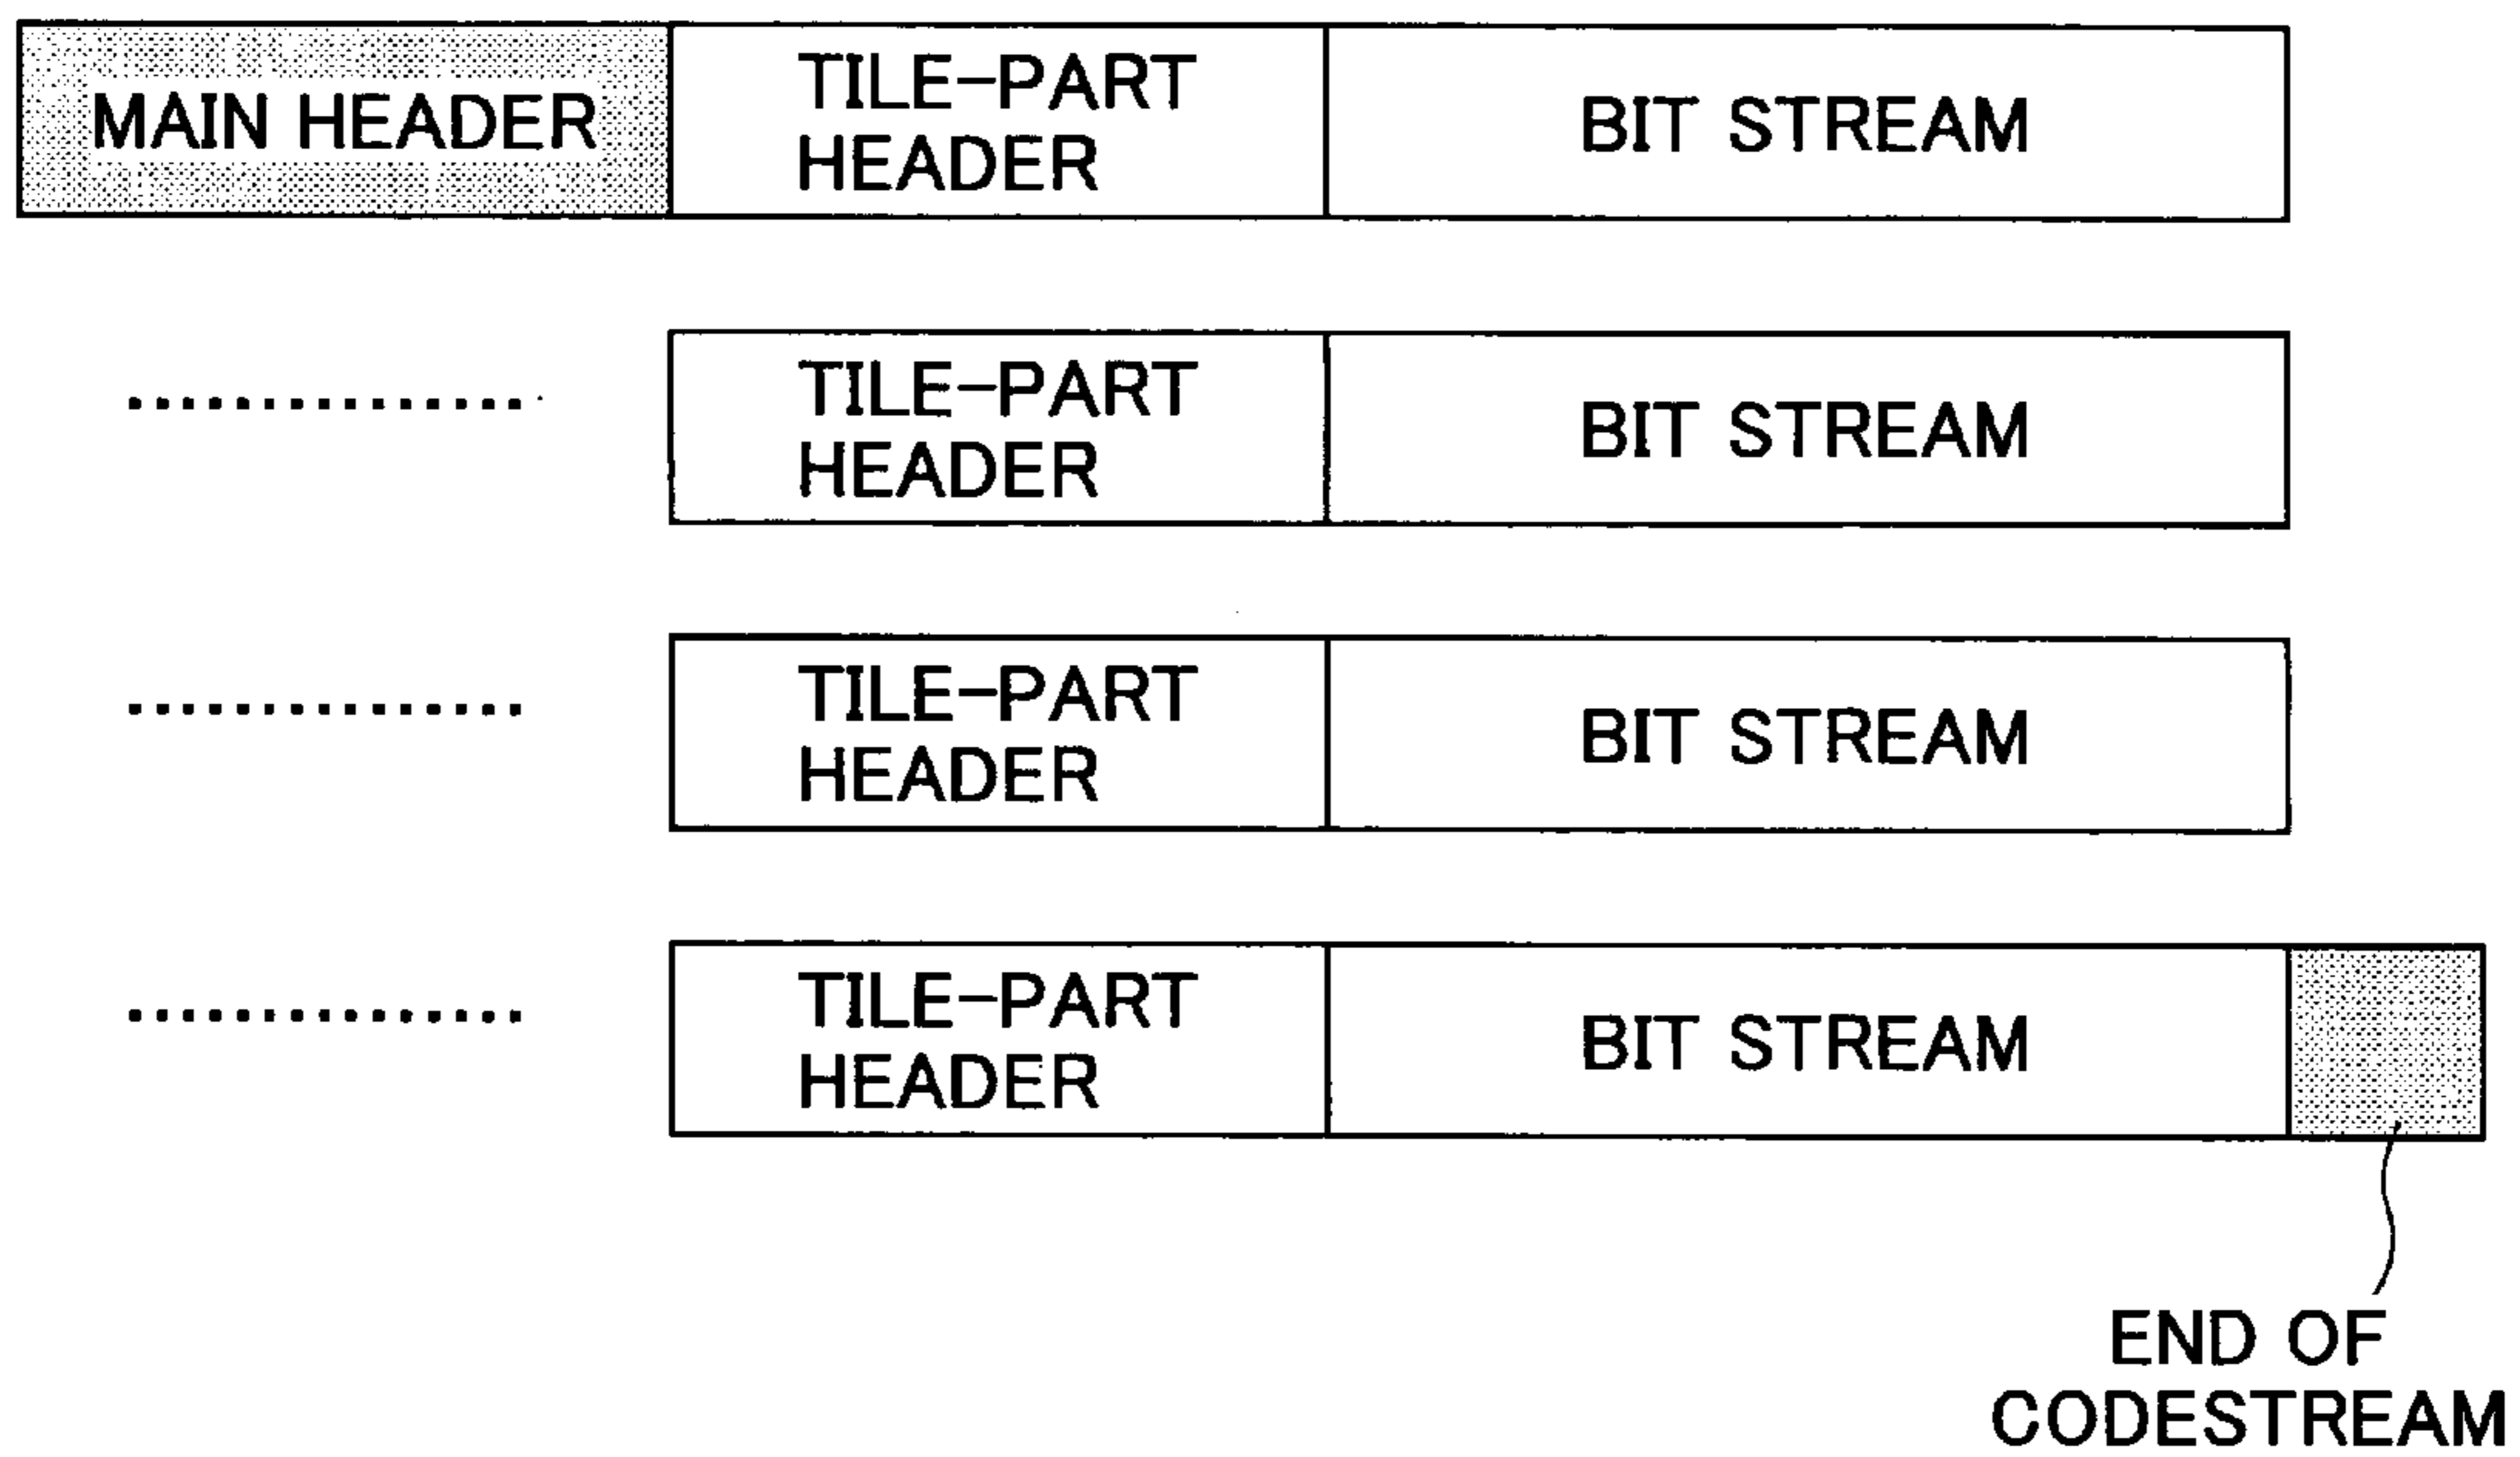 MAIN HEADER
TILE-PART
HEADER
BIT STREAM
TILE-PART
HEADER
BIT STREAM
TILE-PART
HEADER
BIT STREAM
TILE-PART
HEADER
BIT STREAM
END OF
CODESTREAM